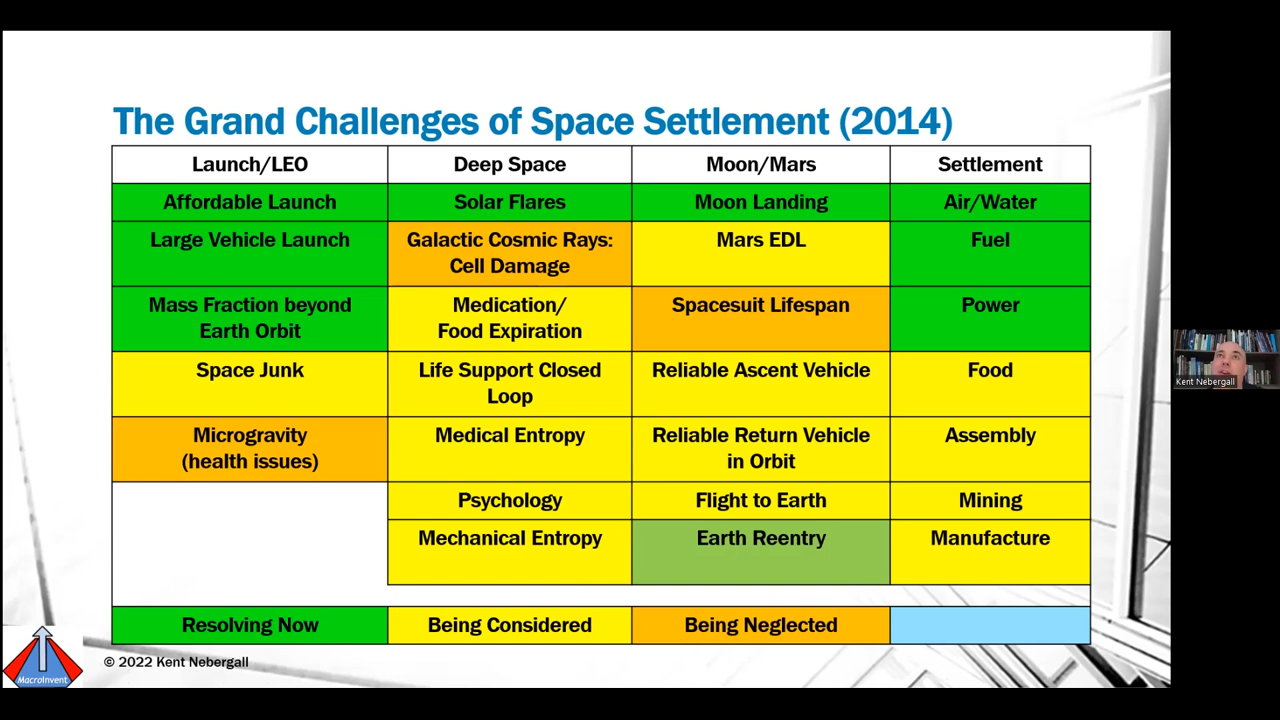 The Grand Challenges of Space Settlement (2014)
Launch/LEO Deep Space Moon/Mars Settlement
Affordable Launch Solar Flares Moon Landing Air/Water
Large Vehicle Launch Galactic Cosmic Rays: Mars EDL Fuel
Cell Damage
Mass Fraction beyond Medication/ Spacesuit Lifespan Power
Earth Orbit Food Expiration
Space Junk Life Support Closed Reliable Ascent Vehicle Food
Loop
Microgravity Medical Entropy Reliable Return Vehicle Assembly
(health issues) in Orbit
Psychology Flight to Earth Mining
Mechanical Entropy Earth Reentry Manufacture
Resolving Now Being Considered Being Neglected
© 2022 Kent Nebergall
MacroInvent
Kent Nebergall